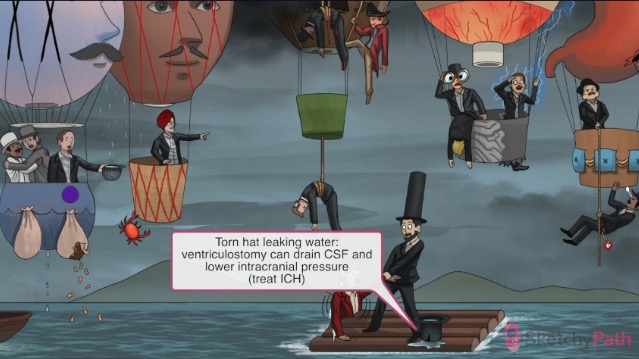 Torn hat leaking water:
ventriculostomy can drain CSF and
lower intracranial pressure
(treat ICH)
SketchyPath